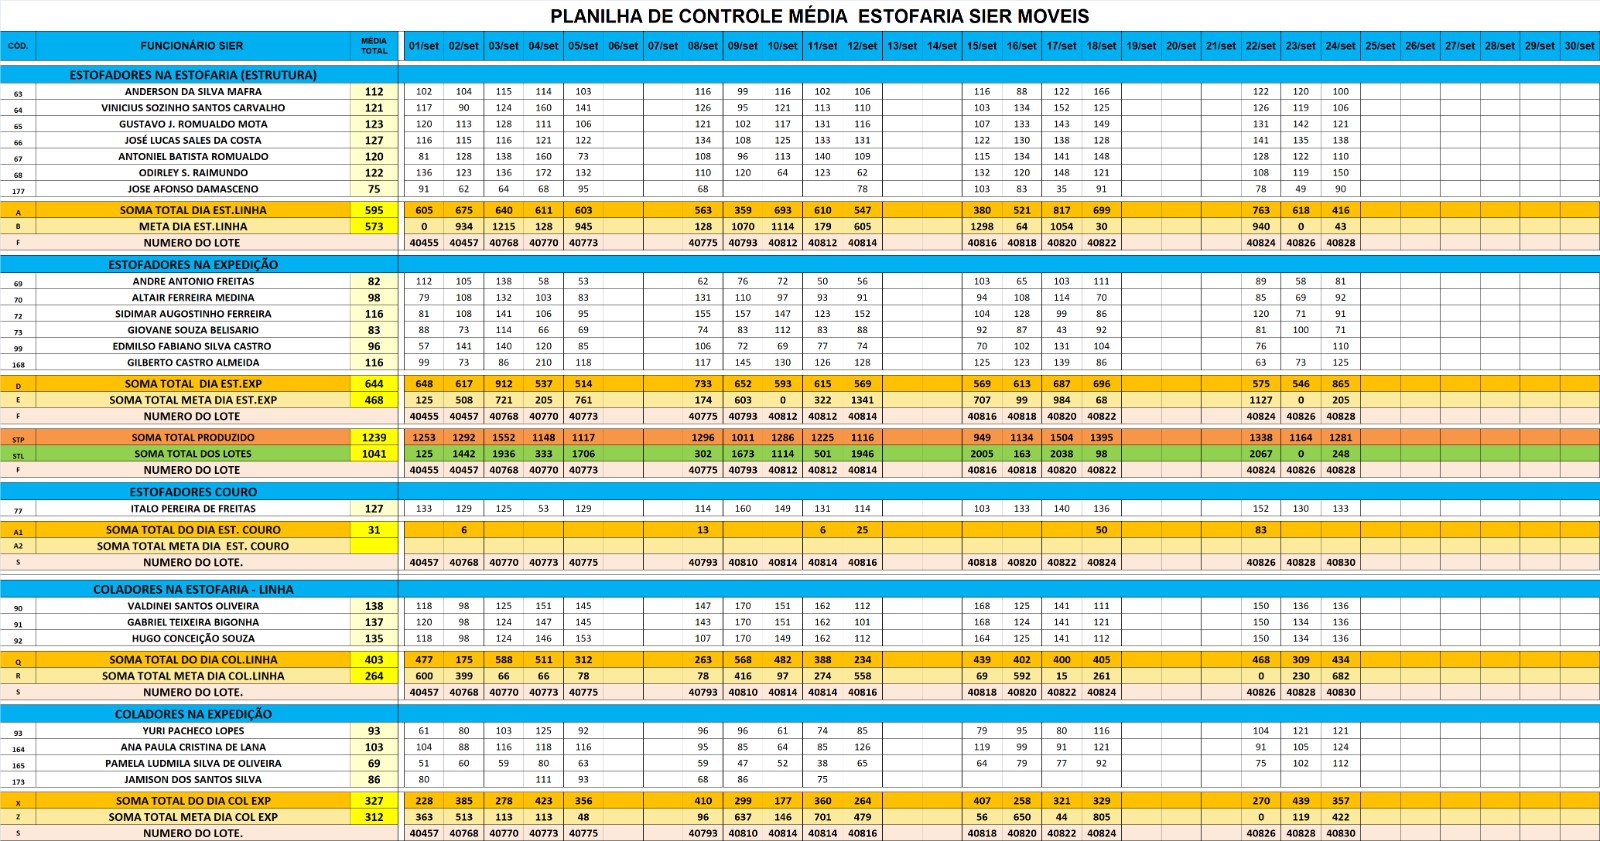 PLANILHA DE CONTROLE MÉDIA ESTOFARIA SIER MOVEIS
CÓD. FUNCIONÁRIO SIER MÉDIA TOTAL 01/set 02/set 03/set 04/set 05/set 06/set 07/set 08/set 09/set 10/set 11/set 12/set 13/set 14/set 15/set 16/set 17/set 18/set 19/set 20/set 21/set 22/set 23/set 24/set 25/set 26/set 27/set 28/set 29/set 30/set
ESTOFADORES NA ESTOFARIA (ESTRUTURA)
63 ANDERSON DA SILVA MAFRA 112 102 104 115 114 103 116 99 116 102 106 116 88 122 166 122 120 100
64 VINICIUS SOZINHO SANTOS CARVALHO 121 117 90 124 160 141 126 95 121 113 110 103 134 152 125 126 119 106
65 GUSTAVO J. ROMUALDO MOTA 123 120 113 128 111 106 121 102 117 131 116 107 133 143 149 131 142 121
66 JOSÉ LUCAS SALES DA COSTA 127 116 115 116 121 122 134 108 125 133 131 122 130 138 128 141 135 138
67 ANTONIEL BATISTA ROMUALDO 120 81 128 138 160 73 108 96 113 140 109 115 134 141 148 128 122 110
68 ODIRLEY S. RAIMUNDO 122 136 123 136 172 132 110 120 64 123 62 132 120 148 121 108 119 150
177 JOSE AFONSO DAMASCENO 75 91 62 64 68 95 68 78 103 83 35 91 78 49 90
A SOMA TOTAL DIA EST.LINHA 595 605 675 640 611 603 563 359 693 610 547 380 521 817 699 763 618 416
B META DIA EST.LINHA 573 0 934 1215 128 945 128 1070 1114 179 605 1298 64 1054 30 940 0 43
F NUMERO DO LOTE 40455 40457 40768 40770 40773 40775 40793 40812 40812 40814 40816 40818 40820 40822 40824 40826 40828
ESTOFADORES NA EXPEDIÇÃO
69 ANDRE ANTONIO FREITAS 82 112 105 138 58 53 62 76 72 50 56 103 65 103 111 89 58 81
70 ALTAIR FERREIRA MEDINA 98 79 108 132 103 83 131 110 97 93 91 94 108 114 70 85 69 92
72 SIDIMAR AUGOSTINHO FERREIRA 116 81 108 141 106 95 155 157 147 123 152 104 128 99 86 120 71 91
73 GIOVANE SOUZA BELISARIO 83 88 73 114 66 69 74 83 112 83 88 92 87 43 92 81 100 71
99 EDMILSO FABIANO SILVA CASTRO 96 57 141 140 120 85 106 72 69 77 74 70 102 131 104 76 110
168 GILBERTO CASTRO ALMEIDA 116 99 73 86 210 118 117 145 130 126 128 125 123 139 86 63 73 125
D SOMA TOTAL DIA EST.EXP 644 648 617 912 537 514 733 652 593 615 569 569 613 687 696 575 546 865
E SOMA TOTAL META DIA EST.EXP 468 125 508 721 205 761 174 603 0 322 1341 707 99 984 68 1127 0 205
F NUMERO DO LOTE 40455 40457 40768 40770 40773 40775 40793 40812 40812 40814 40816 40818 40820 40822 40824 40826 40828
STP SOMA TOTAL PRODUZIDO 1239 1253 1292 1552 1148 1117 1296 1011 1286 1225 1116 949 1134 1504 1395 1338 1164 1281
STL SOMA TOTAL DOS LOTES 1041 125 1442 1936 333 1706 302 1673 1114 501 1946 2005 163 2038 98 2067 0 248
F NUMERO DO LOTE 40455 40457 40768 40770 40773 40775 40793 40812 40812 40814 40816 40818 40820 40822 40824 40826 40828
ESTOFADORES COURO
77 ITALO PEREIRA DE FREITAS 127 133 129 125 53 129 114 160 149 131 114 103 133 140 136 152 130 133
A1 SOMA TOTAL DO DIA EST. COURO 31 6 13 6 25 50 83
A2 SOMA TOTAL META DIA EST. COURO
S NUMERO DO LOTE. 40457 40768 40770 40773 40775 40793 40810 40814 40814 40816 40818 40820 40822 40824 40826 40828 40830
COLADORES NA ESTOFARIA - LINHA
90 VALDINEI SANTOS OLIVEIRA 138 118 98 125 151 145 147 170 151 162 112 168 125 141 111 150 136 136
91 GABRIEL TEIXEIRA BIGONHA 137 120 98 124 147 145 143 170 151 162 101 168 124 141 121 150 134 136
92 HUGO CONCEIÇÃO SOUZA 135 118 98 124 146 153 107 170 149 162 112 164 125 141 112 150 134 136
Q SOMA TOTAL DO DIA COL.LINHA 403 477 175 588 511 312 263 568 482 388 234 439 402 400 405 468 309 434
R SOMA TOTAL META DIA COL.LINHA 264 600 399 66 66 78 78 416 97 274 558 69 592 15 261 0 230 682
S NUMERO DO LOTE. 40457 40768 40770 40773 40775 40793 40810 40814 40814 40816 40818 40820 40822 40824 40826 40828 40830
COLADORES NA EXPEDIÇÃO
93 YURI PACHECO LOPES 93 61 80 103 125 92 96 96 61 74 85 79 95 80 116 104 121 121
164 ANA PAULA CRISTINA DE LANA 103 104 88 116 118 116 95 85 64 85 126 119 99 91 121 91 105 124
165 PAMELA LUDMILA SILVA DE OLIVEIRA 69 51 60 59 80 63 59 47 52 38 65 64 79 77 92 75 102 112
173 JAMISON DOS SANTOS SILVA 86 80 111 93 68 86 75
X SOMA TOTAL DO DIA COL EXP 327 228 385 278 423 356 410 299 177 360 264 407 258 321 329 270 439 357
Z SOMA TOTAL META DIA COL EXP 312 363 513 113 113 48 96 637 146 701 479 56 650 44 805 0 119 422
S NUMERO DO LOTE. 40457 40768 40770 40773 40775 40793 40810 40814 40814 40816 40818 40820 40822 40824 40826 40828 40830